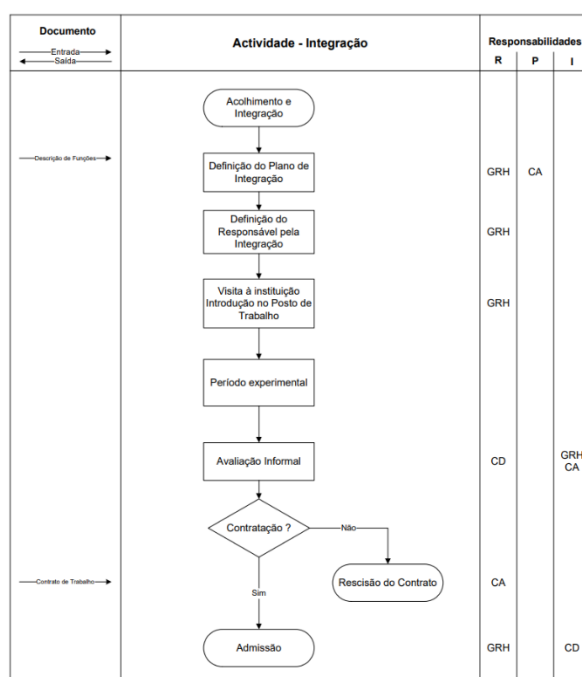 Documento
Entrada
Saída
Actividade - Integração
Responsabilidades
R P I
Acolhimento e
Integração
Descrição de Funções
Definição do Plano de
Integração
GRH CA
Definição do
Responsável pela
Integração
GRH
Visita à instituição
Introdução no Posto de
Trabalho
GRH
Período experimental
Avaliação Informal
CD
GRH
CA
Contratação ?
Não
Contrato de Trabalho
Sim
Rescisão do Contrato
CA
Admissão
GRH CD